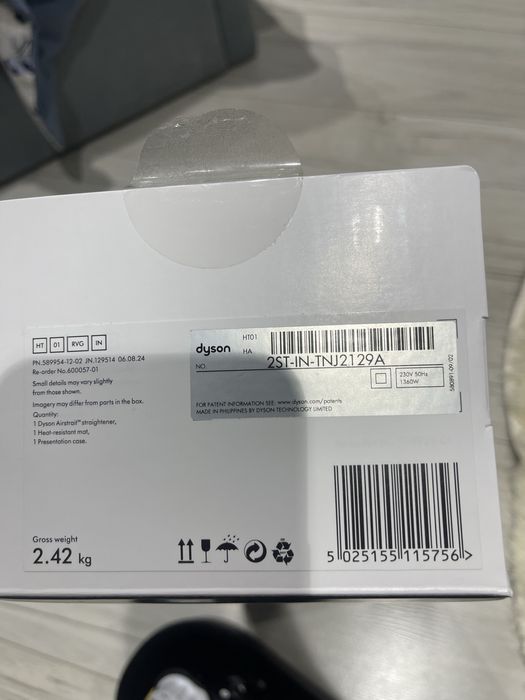 HT 01 RVG IN
PN.589954-12-02 JN.129514 06.08.24
Re-order No.600057-01
Small details may vary slightly
from those shown.
Imagery may differ from parts in the box.
Quantity:
1 Dyson Airstrait™ straightener,
1 Heat-resistant mat,
1 Presentation case.
Gross weight
2.42 kg
dyson HT01
HA
NO. 2ST-IN-TNJ2129A
230V 50Hz
1360W
FOR PATENT INFORMATION SEE: www.dyson.com/patents
MADE IN PHILIPPINES BY DYSON TECHNOLOGY LIMITED
580891-09/02
5 025155 115756 >